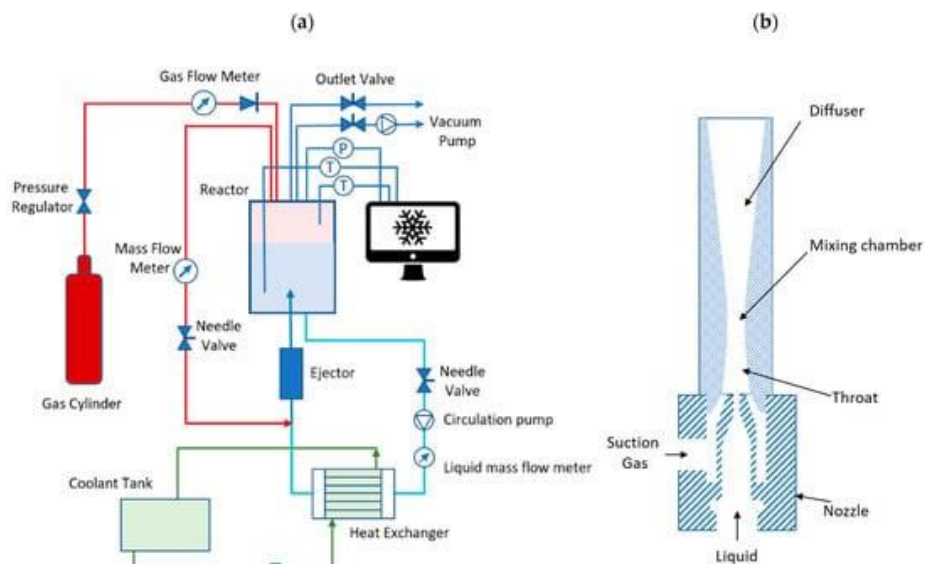 (a)
(b)
Gas Flow Meter
Outlet Valve
Vacuum
Pump
P
T
T
Pressure
Regulator
Reactor
Mass Flow
Meter
Needle
Valve
Gas Cylinder
Ejector
Needle
Valve
Circulation pump
Liquid mass flow meter
Coolant Tank
Heat Exchanger
Diffuser
Mixing chamber
Throat
Suction
Gas
Nozzle
Liquid